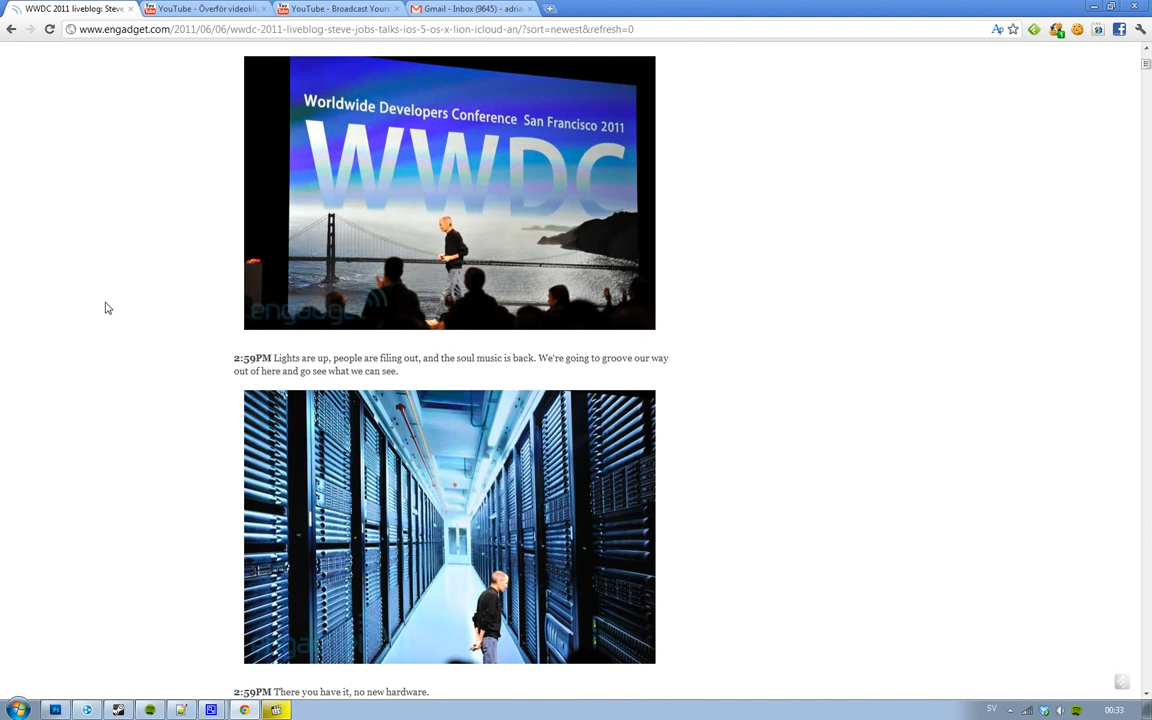 WWDC 2011 liveblog: Steve
YouTube - Överför videokli
YouTube - Broadcast Yours
Gmail - Inbox (9645) - adria
www.engadget.com/2011/06/06/wwdc-2011-liveblog-steve-jobs-talks-ios-5-os-x-lion-icloud-an/?sort=newest&refresh=0
Worldwide Developers Conference San Francisco 2011
WWDC
engadget
2:59PM Lights are up, people are filing out, and the soul music is back. We're going to groove our way
out of here and go see what we can see.
engadget
2:59PM There you have it, no new hardware.
SV
00:33